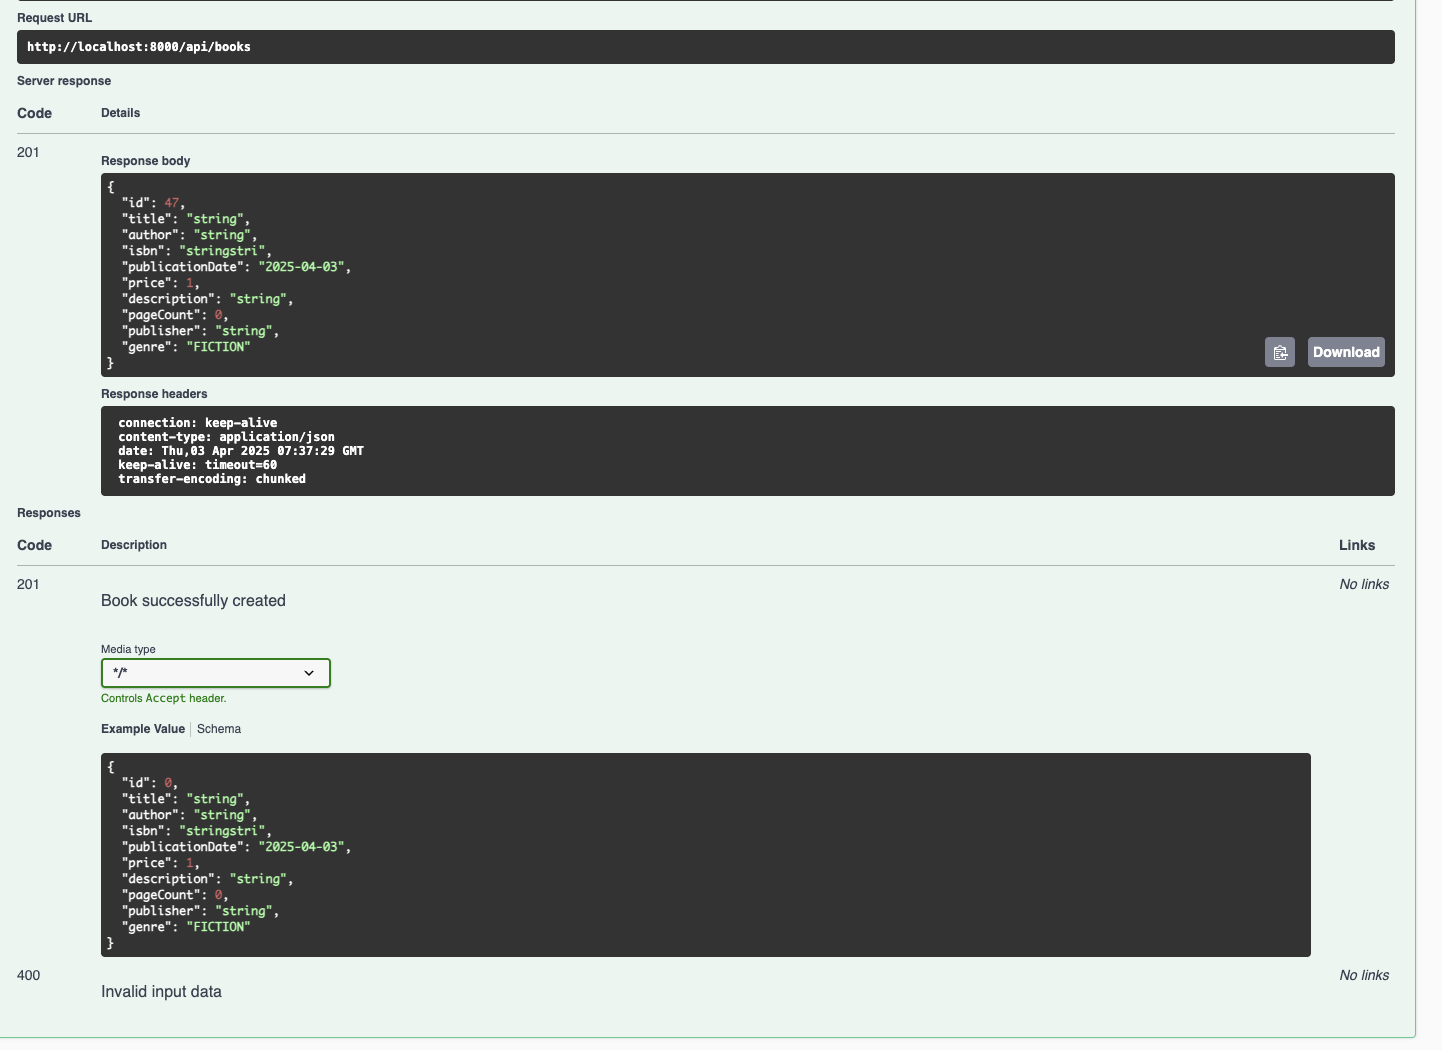 Request URL
http://localhost:8000/api/books
Server response
Code Details
201
Response body
{
  "id": 47,
  "title": "string",
  "author": "string",
  "isbn": "stringstri",
  "publicationDate": "2025-04-03",
  "price": 1,
  "description": "string",
  "pageCount": 0,
  "publisher": "string",
  "genre": "FICTION"
}
Download
Response headers
connection: keep-alive
content-type: application/json
date: Thu,03 Apr 2025 07:37:29 GMT
keep-alive: timeout=60
transfer-encoding: chunked
Responses
Code Description Links
201 No links
Book successfully created
Media type
*/*
Controls Accept header.
Example Value Schema
{
  "id": 0,
  "title": "string",
  "author": "string",
  "isbn": "stringstri",
  "publicationDate": "2025-04-03",
  "price": 1,
  "description": "string",
  "pageCount": 0,
  "publisher": "string",
  "genre": "FICTION"
}
400 No links
Invalid input data